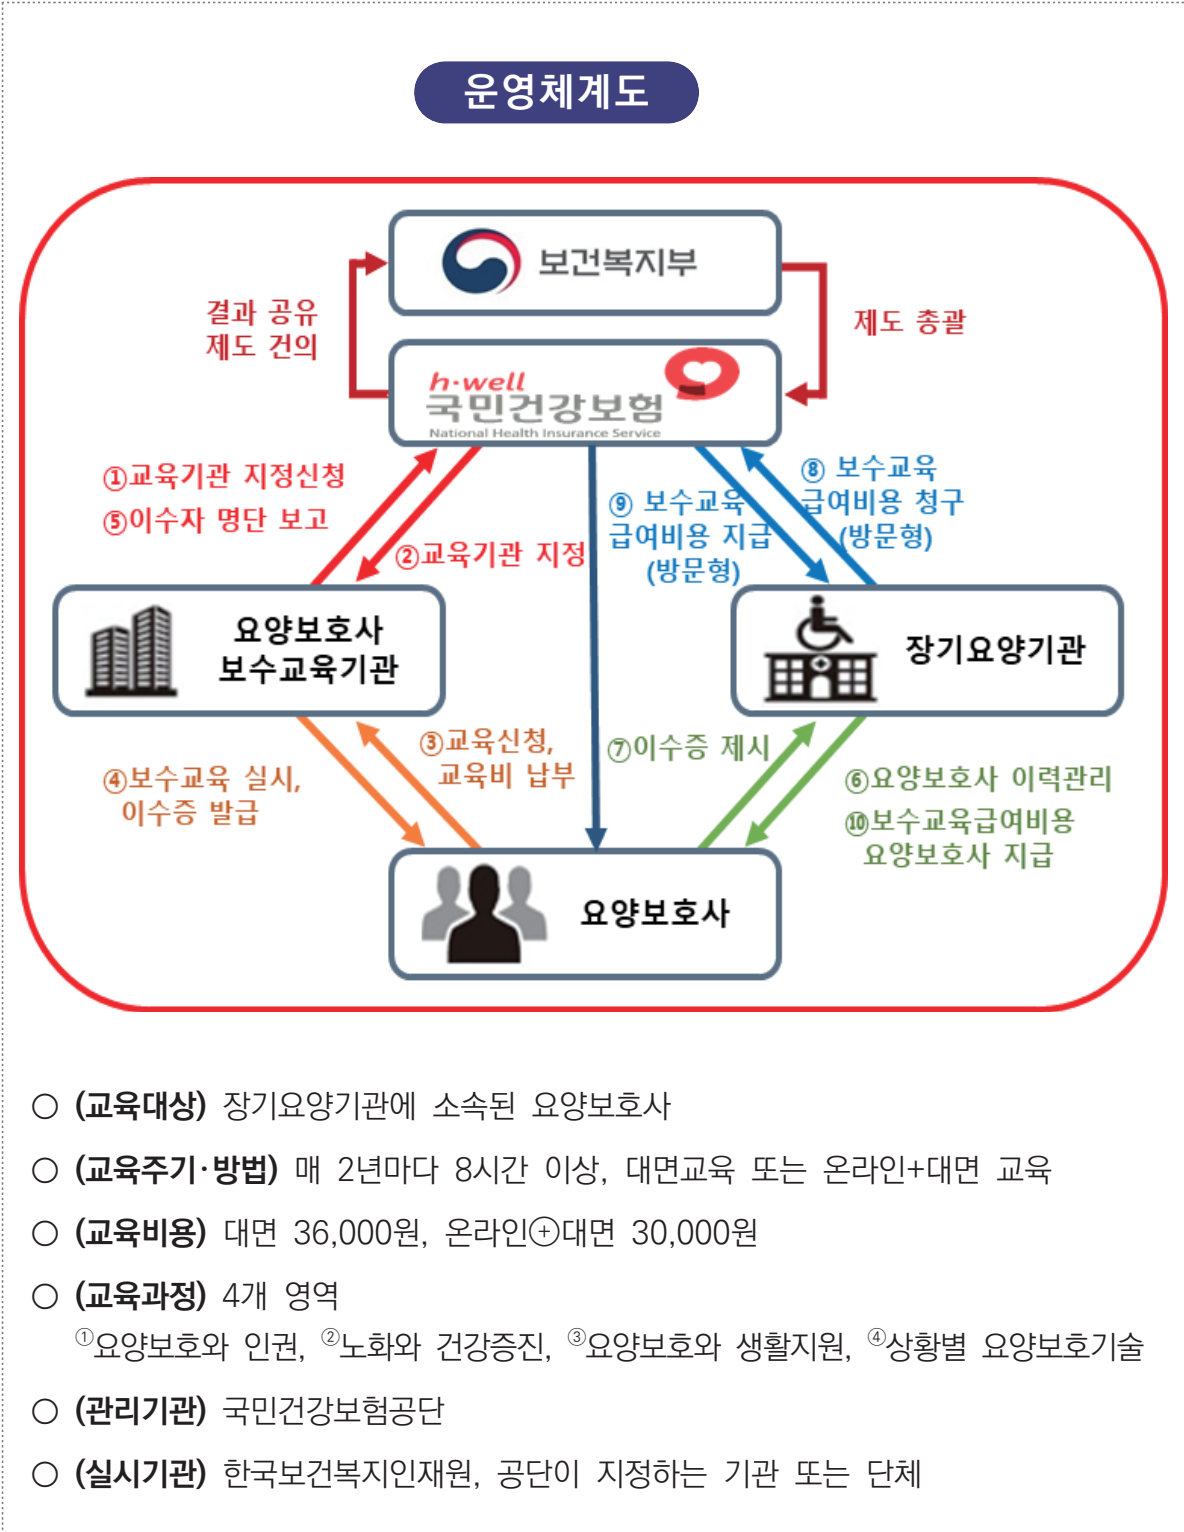 운영체계도
보건복지부
결과 공유
제도 건의
제도 총괄
h·well
국민건강보험
National Health Insurance Service
①교육기관 지정신청
⑤이수자 명단 보고
②교육기관 지정
⑨ 보수교육
급여비용 지급
(방문형)
⑧ 보수교육
급여비용 청구
(방문형)
요양보호사
보수교육기관
장기요양기관
④보수교육 실시,
이수증 발급
③교육신청,
교육비 납부
⑦이수증 제시
⑥요양보호사 이력관리
⑩보수교육급여비용
요양보호사 지급
요양보호사
○ (교육대상) 장기요양기관에 소속된 요양보호사
○ (교육주기·방법) 매 2년마다 8시간 이상, 대면교육 또는 온라인+대면 교육
○ (교육비용) 대면 36,000원, 온라인⊕대면 30,000원
○ (교육과정) 4개 영역
①요양보호와 인권, ②노화와 건강증진, ③요양보호와 생활지원, ④상황별 요양보호기술
○ (관리기관) 국민건강보험공단
○ (실시기관) 한국보건복지인재원, 공단이 지정하는 기관 또는 단체